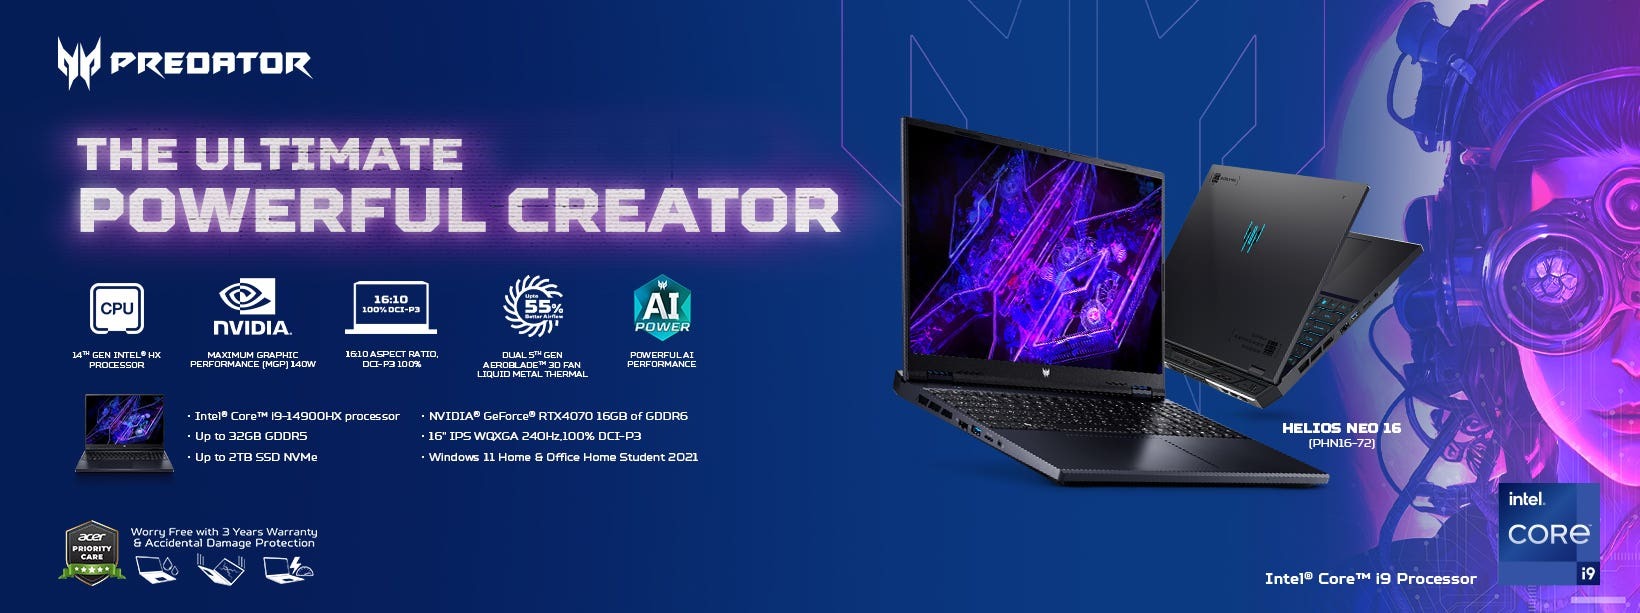 PREDATOR
THE ULTIMATE
POWERFUL CREATOR
CPU
14TH GEN INTEL® HX
PROCESSOR
NVIDIA.
MAXIMUM GRAPHIC
PERFORMANCE (MGP) 140W
16:10
100% DCI-P3
16:10 ASPECT RATIO,
DCI-P3 100%
Upto
55%
Better Airflow
DUAL 5TH GEN
AEROBLADE™ 3D FAN
LIQUID METAL THERMAL
AI
POWER
POWERFUL AI
PERFORMANCE
· Intel® Core™ i9-14900HX processor
· Up to 32GB GDDR5
· Up to 2TB SSD NVMe
· NVIDIA® GeForce® RTX4070 16GB of GDDR6
· 16" IPS WQXGA 240Hz,100% DCI-P3
· Windows 11 Home & Office Home Student 2021
HELIOS NEO 16
(PHN16-72)
acer
PRIORITY
CARE
Worry Free with 3 Years Warranty
& Accidental Damage Protection
Intel® Core™ i9 Processor
intel.
CORE™
i9